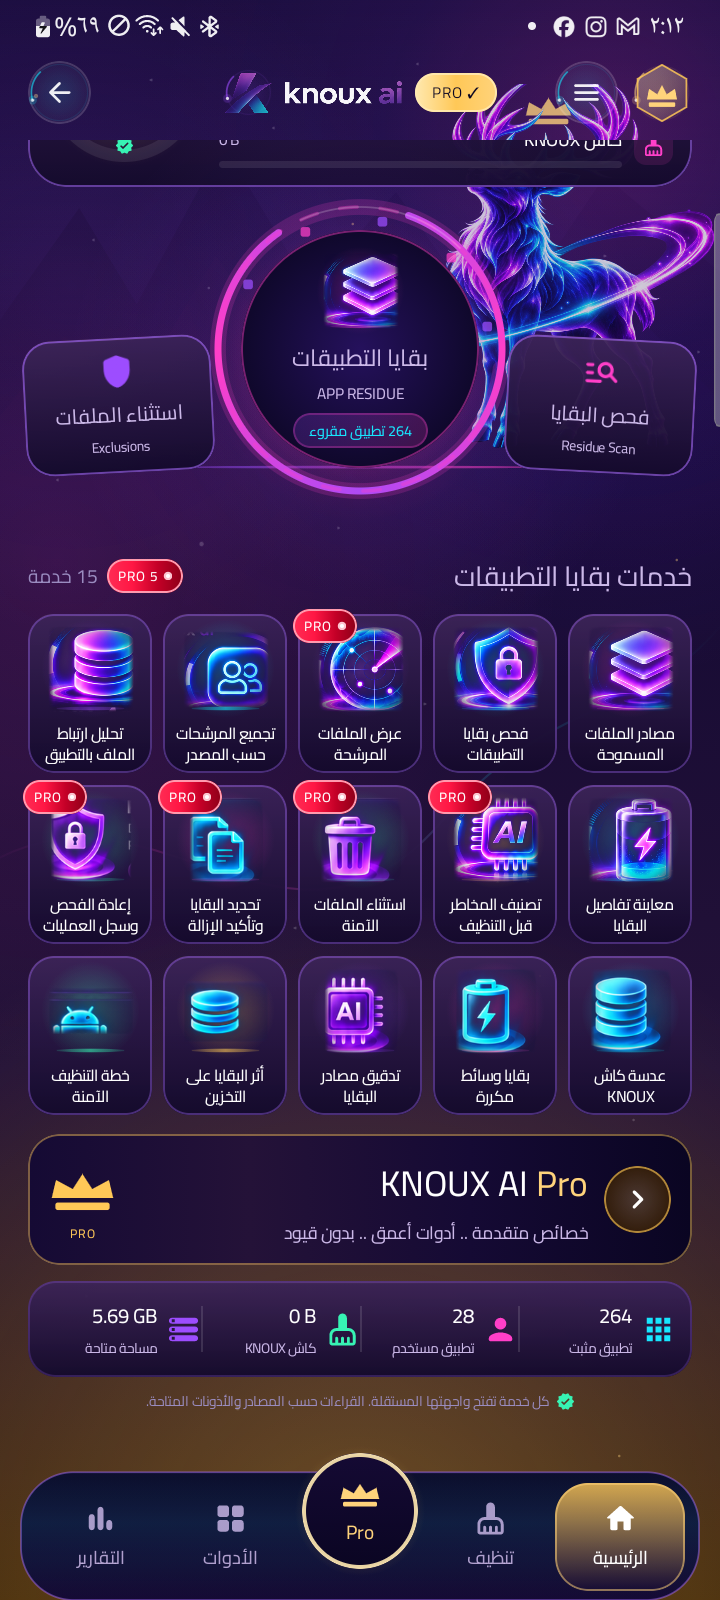 ٢:١٢
%٦٩
knoux ai
PRO ✓
كاش KNOUX
0 B
بقايا التطبيقات
APP RESIDUE
264 تطبيق مقروء
فحص البقايا
Residue Scan
استثناء الملفات
Exclusions
خدمات بقايا التطبيقات
PRO 5
15 خدمة
مصادر الملفات
المسموحة
فحص بقايا
التطبيقات
PRO
عرض الملفات
المرشحة
تجميع المرشحات
حسب المصدر
تحليل ارتباط
الملف بالتطبيق
معاينة تفاصيل
البقايا
PRO
تصنيف المخاطر
قبل التنظيف
PRO
استثناء الملفات
الآمنة
PRO
تحديد البقايا
وتأكيد الإزالة
PRO
إعادة الفحص
وسجل العمليات
AI
عدسة كاش
KNOUX
بقايا وسائط
مكررة
AI
تدقيق مصادر
البقايا
أثر البقايا على
التخزين
خطة التنظيف
الآمنة
KNOUX AI Pro
خصائص متقدمة .. أدوات أعمق .. بدون قيود
PRO
264
تطبيق مثبت
28
تطبيق مستخدم
0 B
كاش KNOUX
5.69 GB
مساحة متاحة
كل خدمة تفتح واجهتها المستقلة. القراءات حسب المصادر والأذونات المتاحة.
الرئيسية
تنظيف
Pro
الأدوات
التقارير